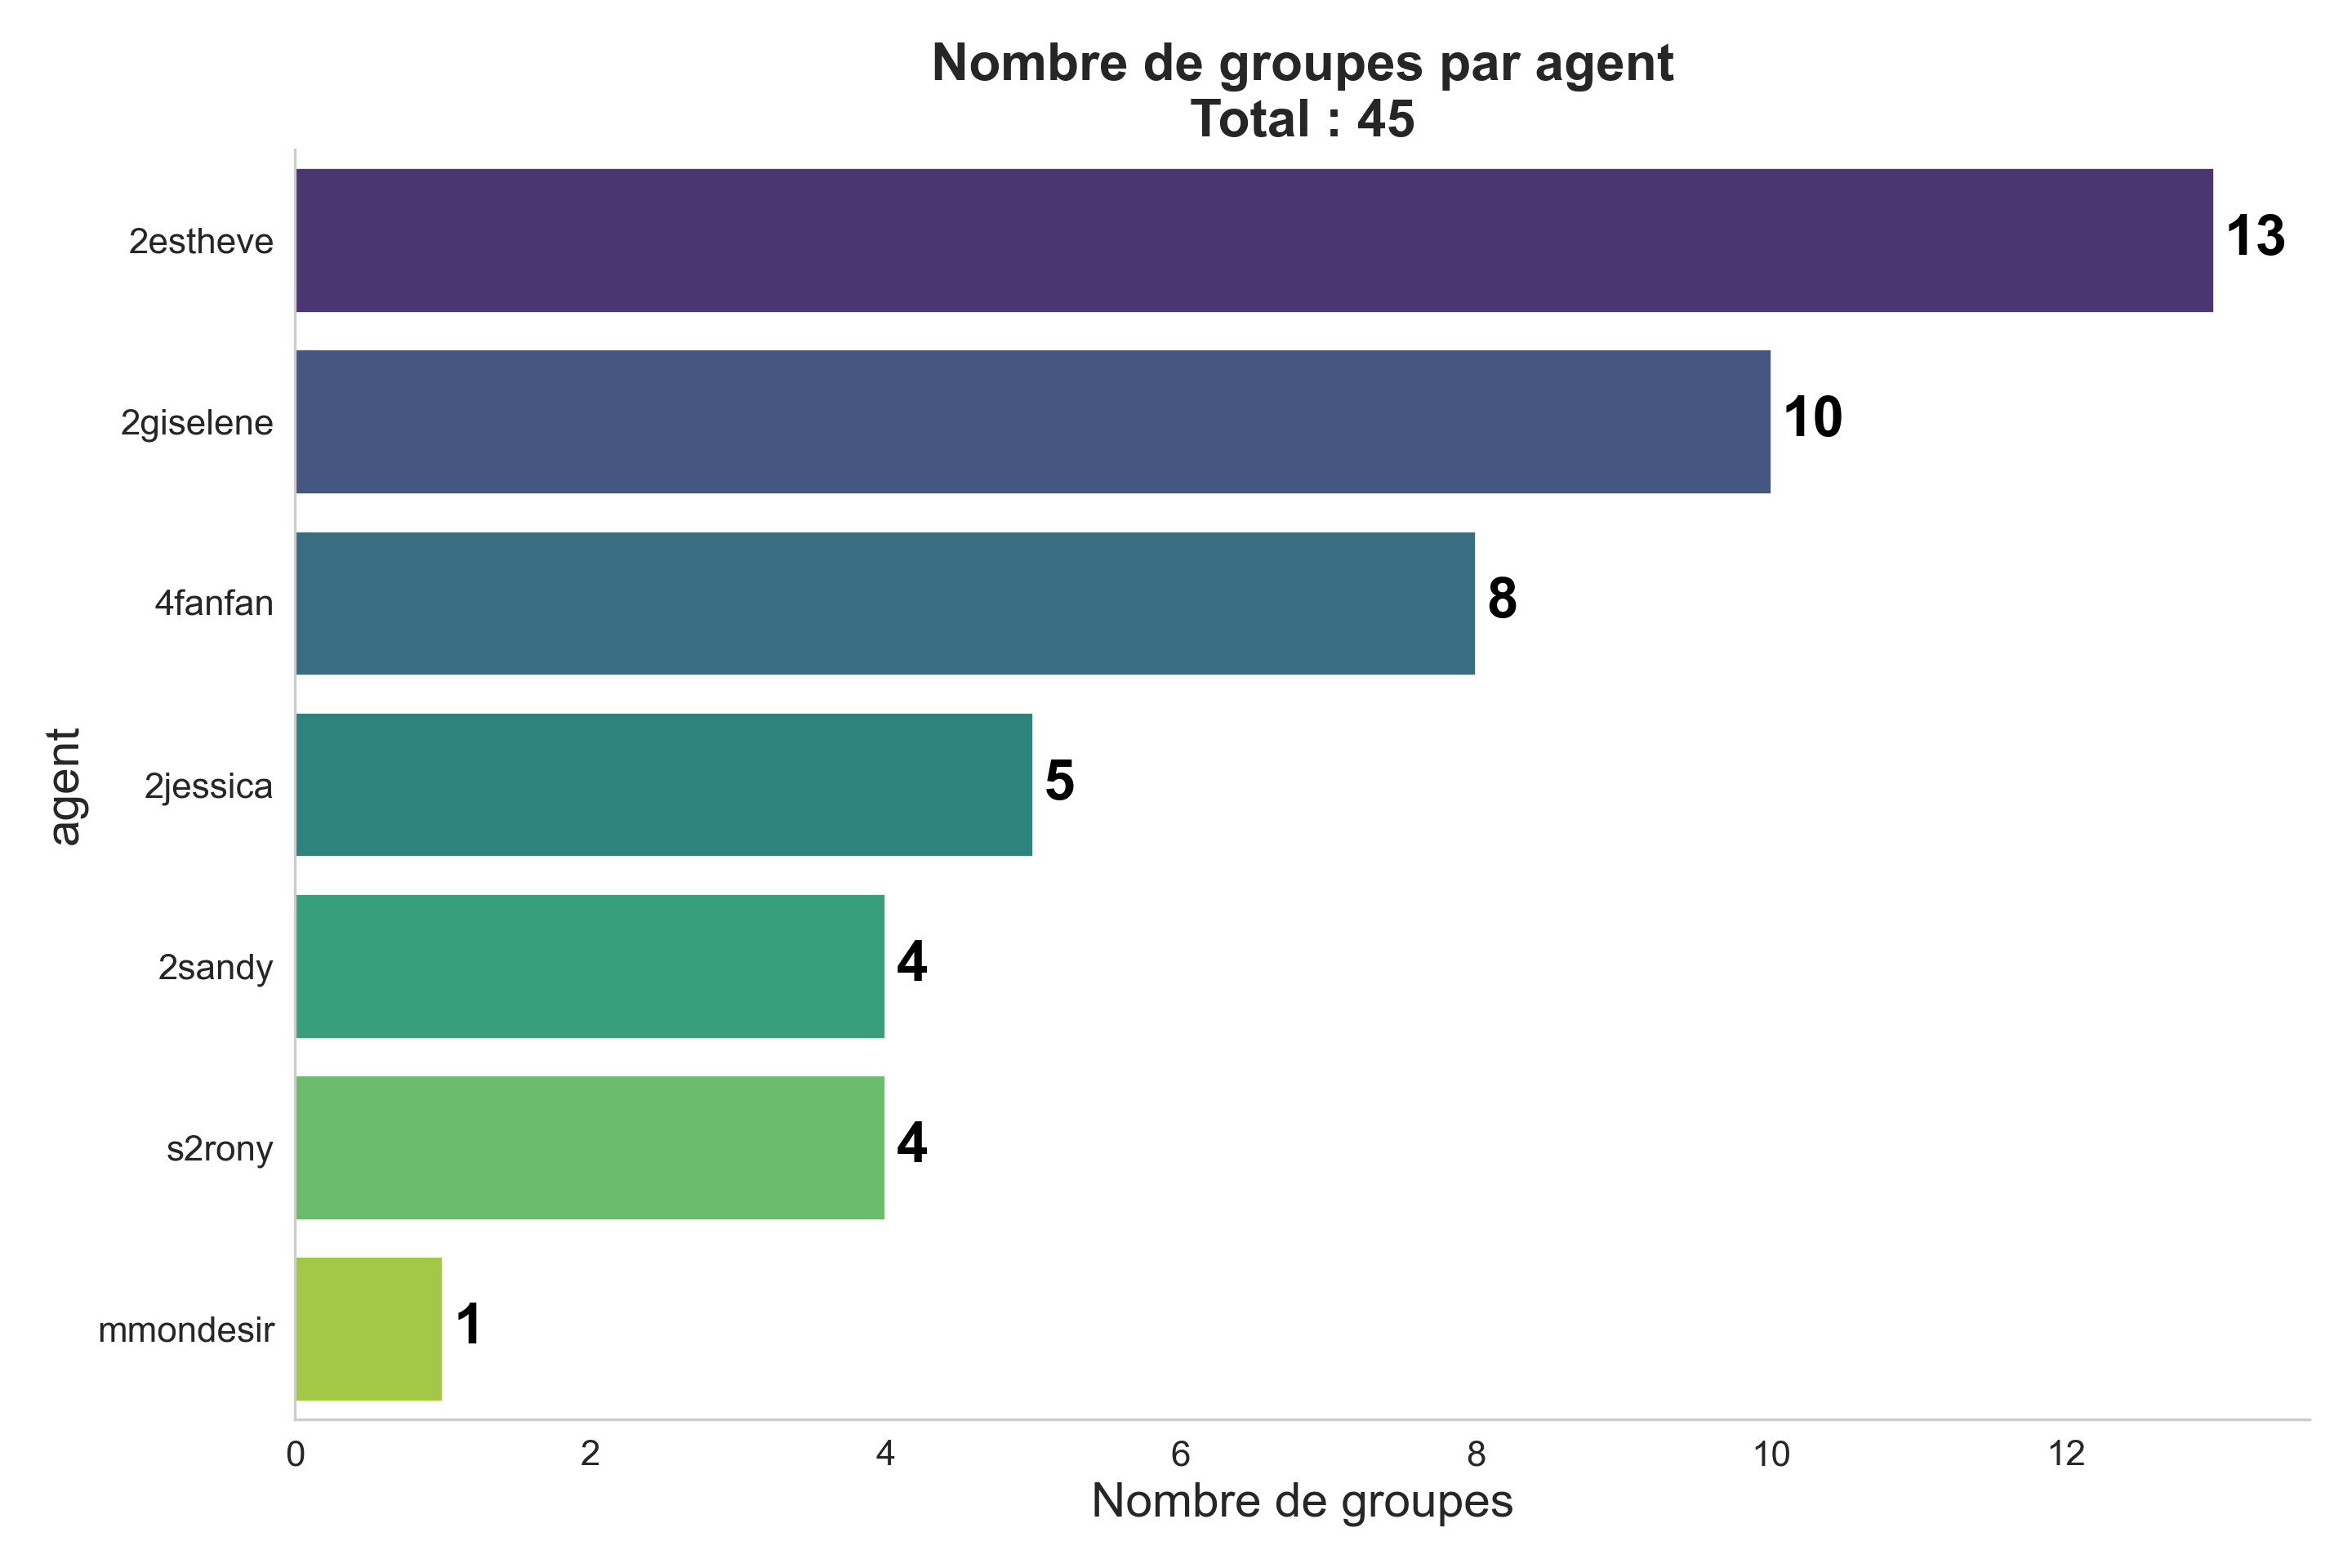 Nombre de groupes par agent
Total : 45
2estheve
13
2giselene
10
4fanfan
8
2jessica
5
2sandy
4
s2rony
4
mmondesir
1
agent
0 2 4 6 8 10 12
Nombre de groupes